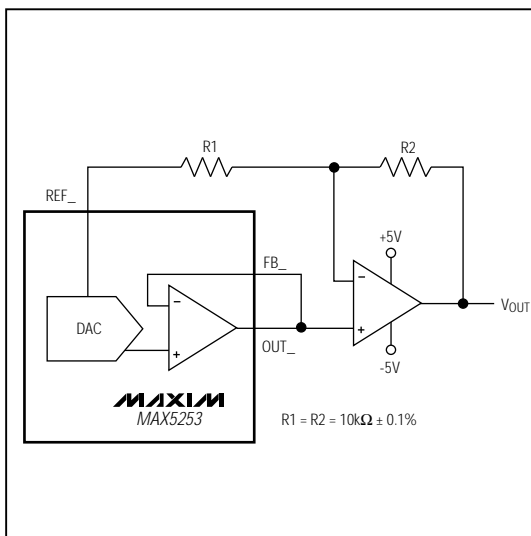 R1
R2
REF_
+5V
FB_
−
−
DAC
VOUT
+
OUT_
+
-5V
MAXIM
MAX5253
R1 = R2 = 10kΩ ± 0.1%